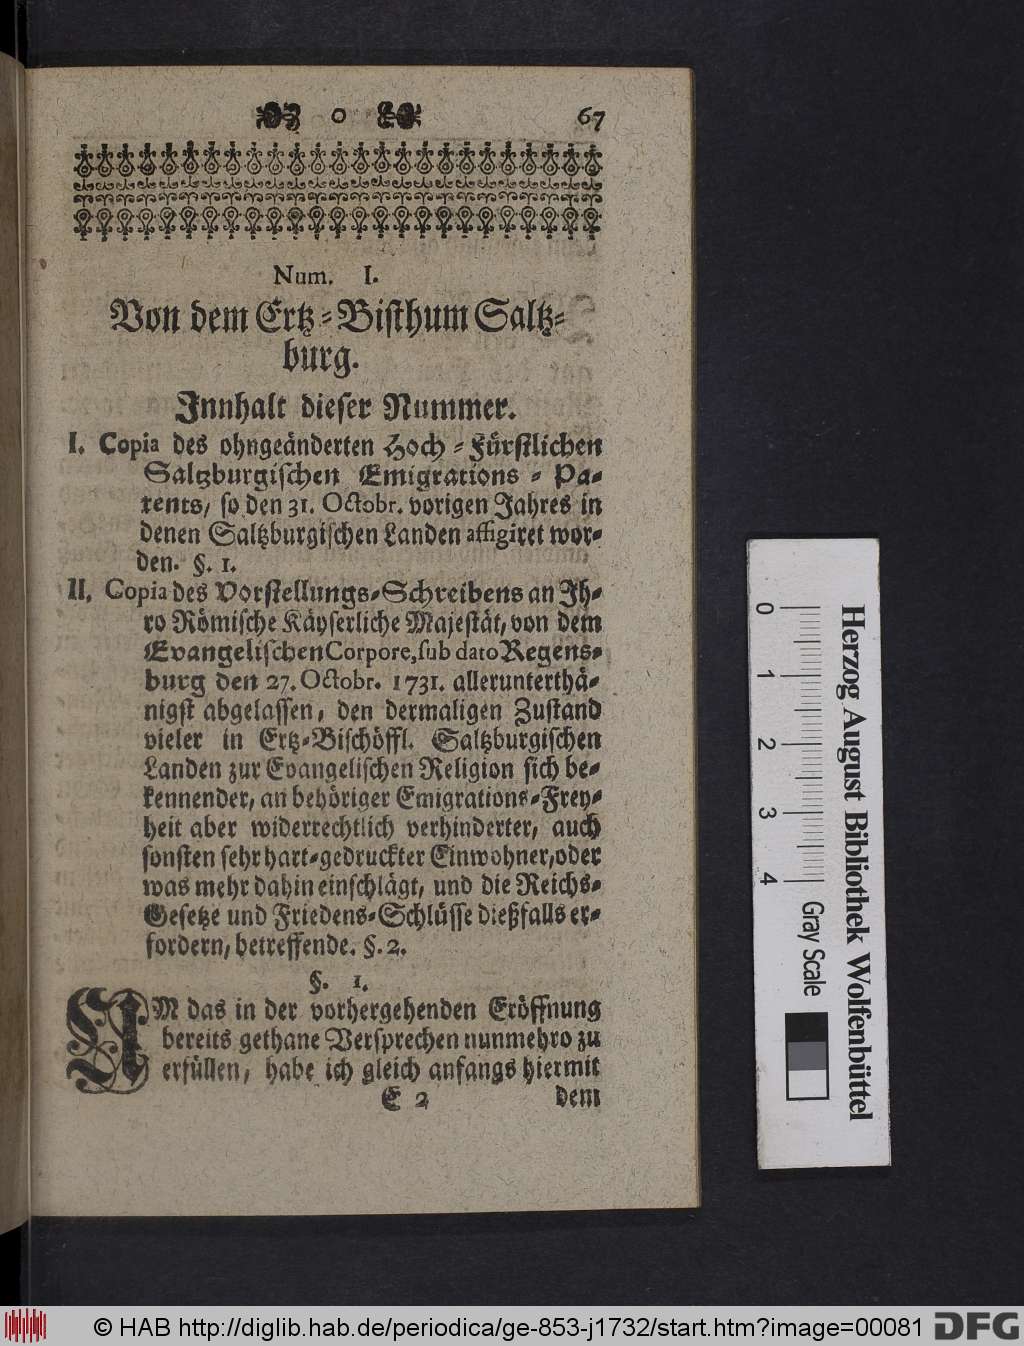 67
Num. I.
Von dem Ertz-Bisthum Saltz-
burg.
Innhalt dieser Nummer.
I. Copia des ohngeänderten Hoch-Fürstlichen
Saltzburgischen Emigrations-Pa-
tents, so den 31. Octobr. vorigen Jahres in
denen Saltzburgischen Landen affigiret wor-
den. §. 1.
II. Copia des Vorstellungs-Schreibens an Ih-
ro Römische Käyserliche Majestät, von dem
Evangelischen Corpore, sub dato Regens-
burg den 27. Octobr. 1731. allerunterthä-
nigst abgelassen, den dermaligen Zustand
vieler in Ertz-Bischöffl. Saltzburgischen
Landen zur Evangelischen Religion sich be-
kennender, an behöriger Emigrations-Frey-
heit aber widerrechtlich verhinderter, auch
sonsten sehr hart-gedruckter Einwohner, oder
was mehr dahin einschlägt, und die Reichs-
Gesetze und Friedens-Schlüsse dießfalls er-
fordern, betreffende. §. 2.
§. 1.
UM das in der vorhergehenden Eröffnung
bereits gethane Versprechen nunmehro zu
erfüllen, habe ich gleich anfangs hiermit
E 2 dem
0 1 2 3 4 Gray Scale
Herzog August Bibliothek Wolfenbüttel
© HAB http://diglib.hab.de/periodica/ge-853-j1732/start.htm?image=00081
DFG